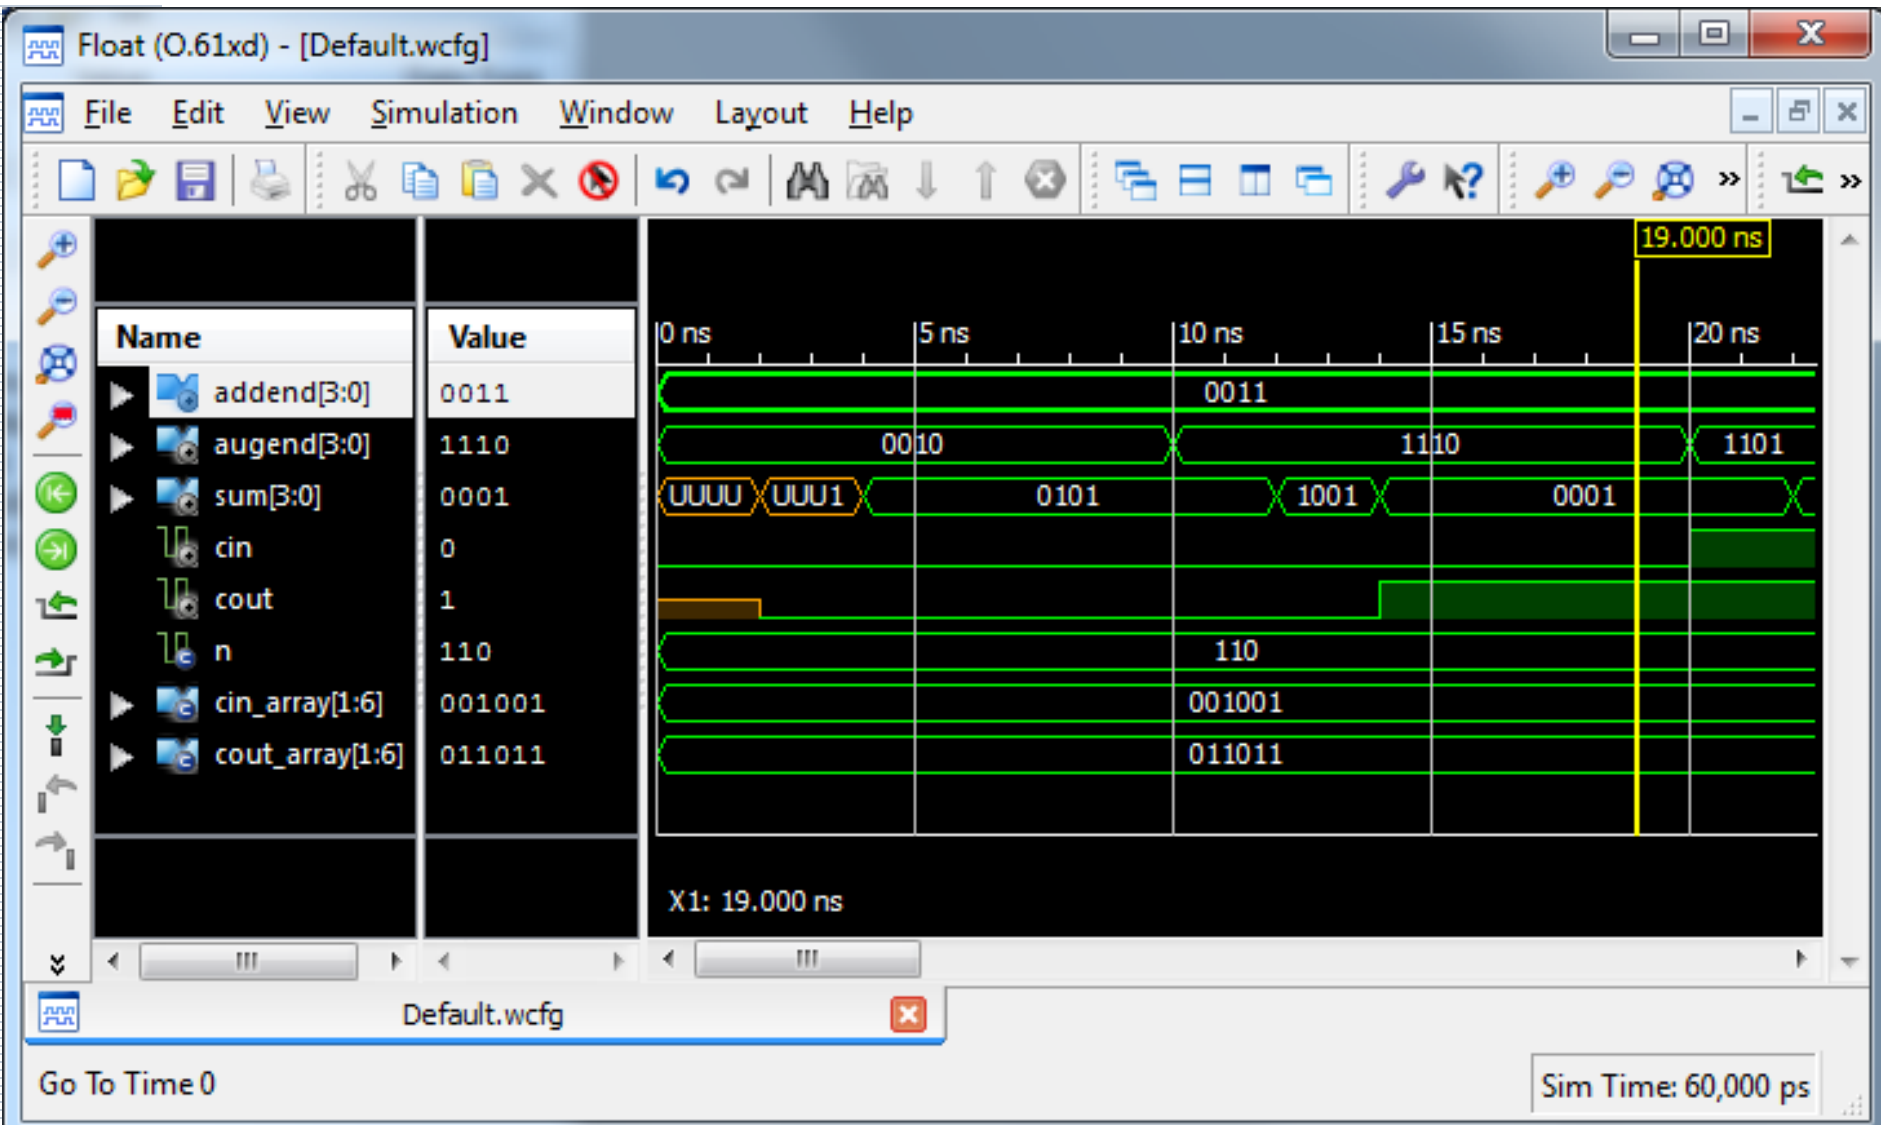 Float (O.61xd) - [Default.wcfg]
File Edit View Simulation Window Layout Help
19.000 ns
Name Value 0 ns 5 ns 10 ns 15 ns 20 ns
addend[3:0] 0011 0011
augend[3:0] 1110 0010 1110 1101
sum[3:0] 0001 UUUU UUU1 0101 1001 0001
cin 0
cout 1
n 110 110
cin_array[1:6] 001001 001001
cout_array[1:6] 011011 011011
X1: 19.000 ns
Default.wcfg
Go To Time 0 Sim Time: 60,000 ps